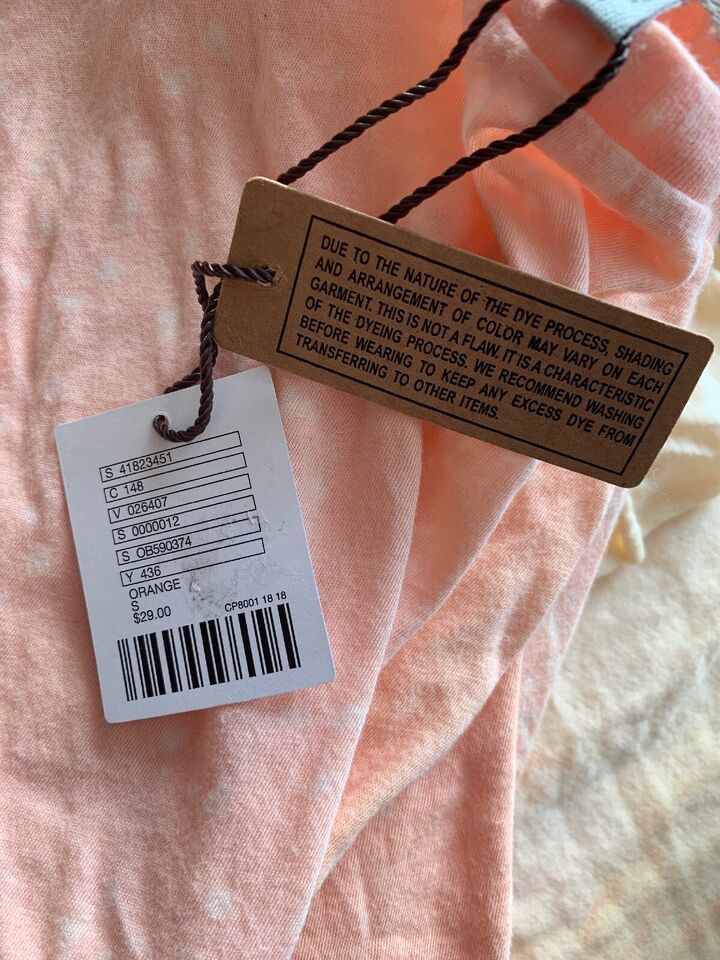 DUE TO THE NATURE OF THE DYE PROCESS, SHADING
AND ARRANGEMENT OF COLOR MAY VARY ON EACH
GARMENT. THIS IS NOT A FLAW. IT IS A CHARACTERISTIC
OF THE DYEING PROCESS. WE RECOMMEND WASHING
BEFORE WEARING TO KEEP ANY EXCESS DYE FROM
TRANSFERRING TO OTHER ITEMS.
S 41823451
C 148
V 026407
S 0000012
S OB590374
Y 436
ORANGE
S
$29.00
CP8001 18 18